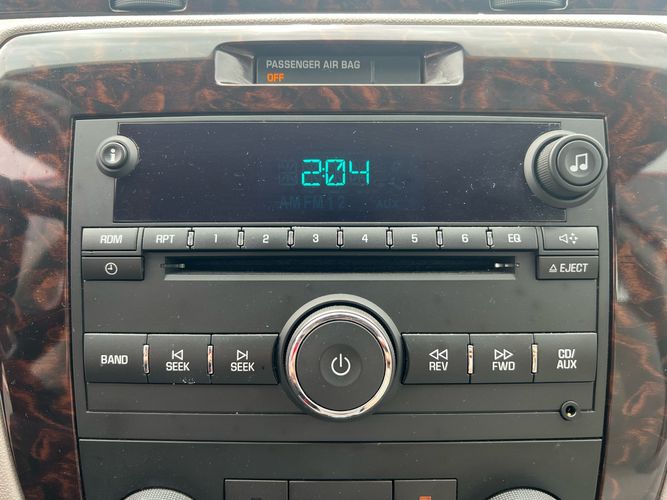 PASSENGER AIR BAG
OFF
i
2:04
AM FM 1 2 AUX
RDM RPT 1 2 3 4 5 6 EQ
EJECT
BAND SEEK SEEK REV FWD CD/
AUX